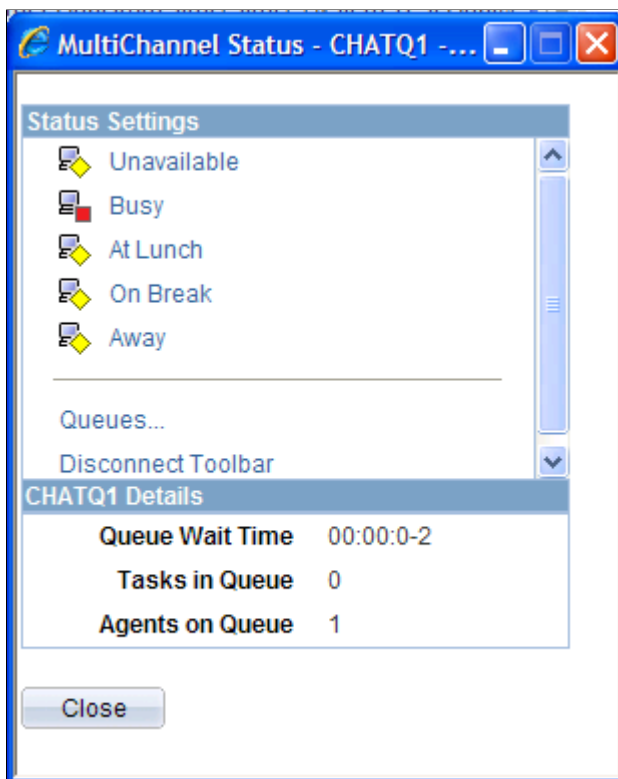 MultiChannel Status - CHATQ1 -...
Status Settings
Unavailable
Busy
At Lunch
On Break
Away
Queues...
Disconnect Toolbar
CHATQ1 Details
Queue Wait Time 00:00:0-2
Tasks in Queue 0
Agents on Queue 1
Close